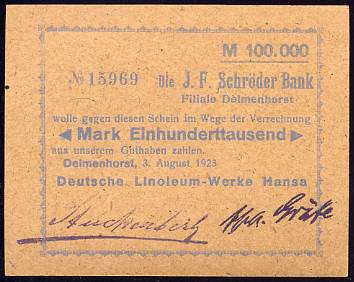 M 100.000
№ 15969 Die J. F. Schröder Bank
Filiale Delmenhorst
wolle gegen diesen Schein im Wege der Verrechnung
Mark Einhunderttausend
aus unserem Guthaben zahlen.
Delmenhorst, 3. August 1923
Deutsche Linoleum-Werke Hansa
ppa.